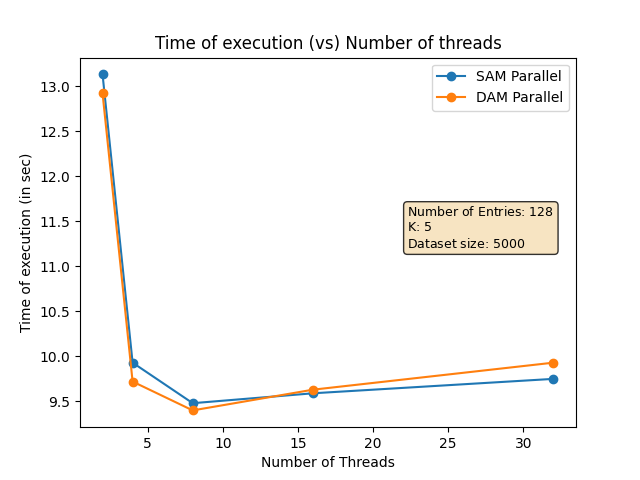 Time of execution (vs) Number of threads
SAM Parallel
DAM Parallel
Number of Entries: 128
K: 5
Dataset size: 5000
Time of execution (in sec)
13.0
12.5
12.0
11.5
11.0
10.5
10.0
9.5
5
10
15
20
25
30
Number of Threads